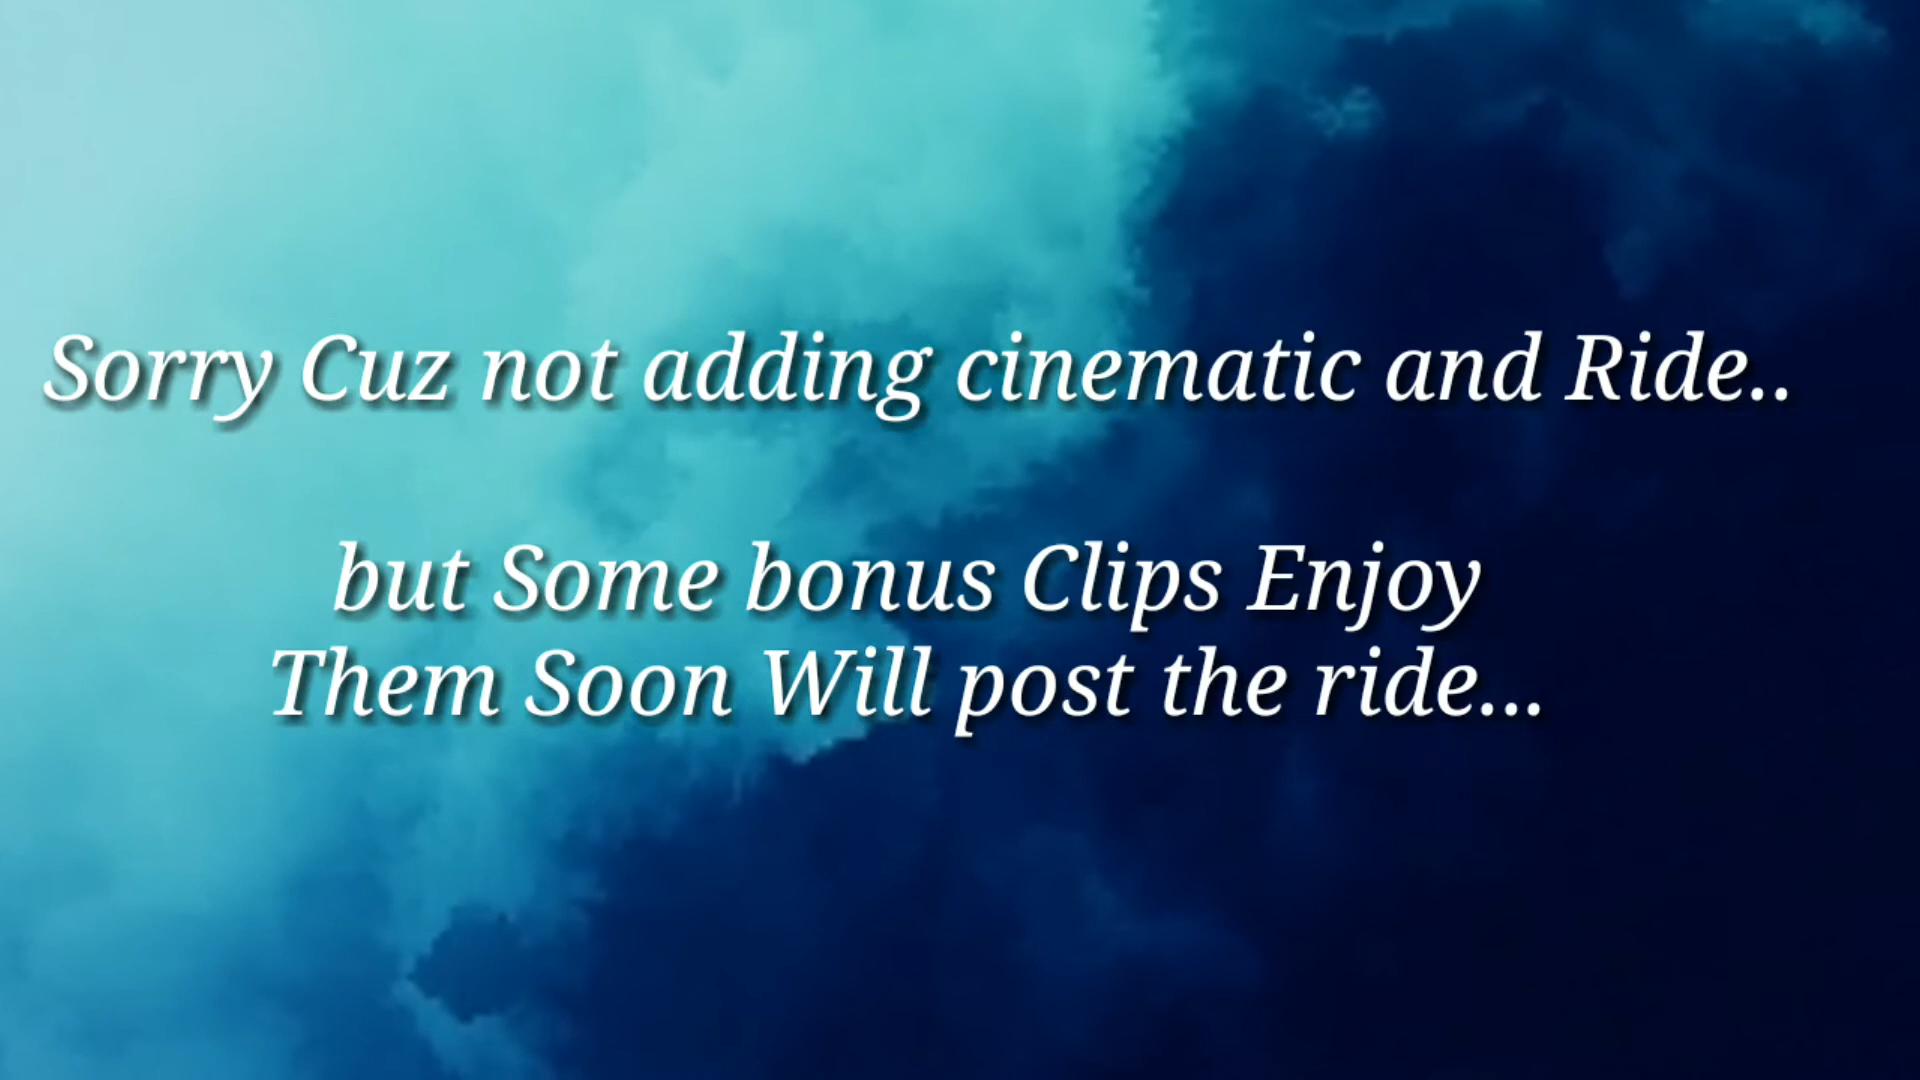 Sorry Cuz not adding cinematic and Ride..
but Some bonus Clips Enjoy
Them Soon Will post the ride...